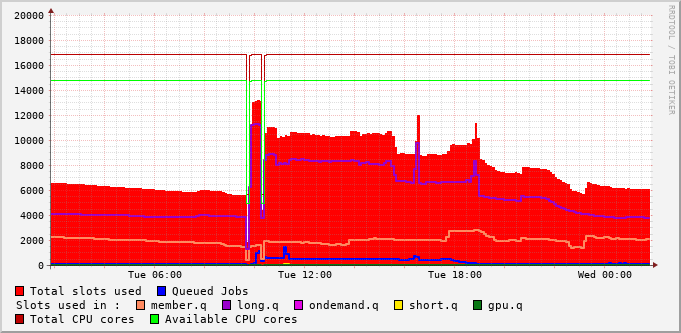 20000
18000
16000
14000
12000
10000
8000
6000
4000
2000
0
Tue 06:00 Tue 12:00 Tue 18:00 Wed 00:00
Total slots used Queued Jobs
Slots used in : member.q long.q ondemand.q short.q gpu.q
Total CPU cores Available CPU cores
RRDTOOL / TOBI OETIKER